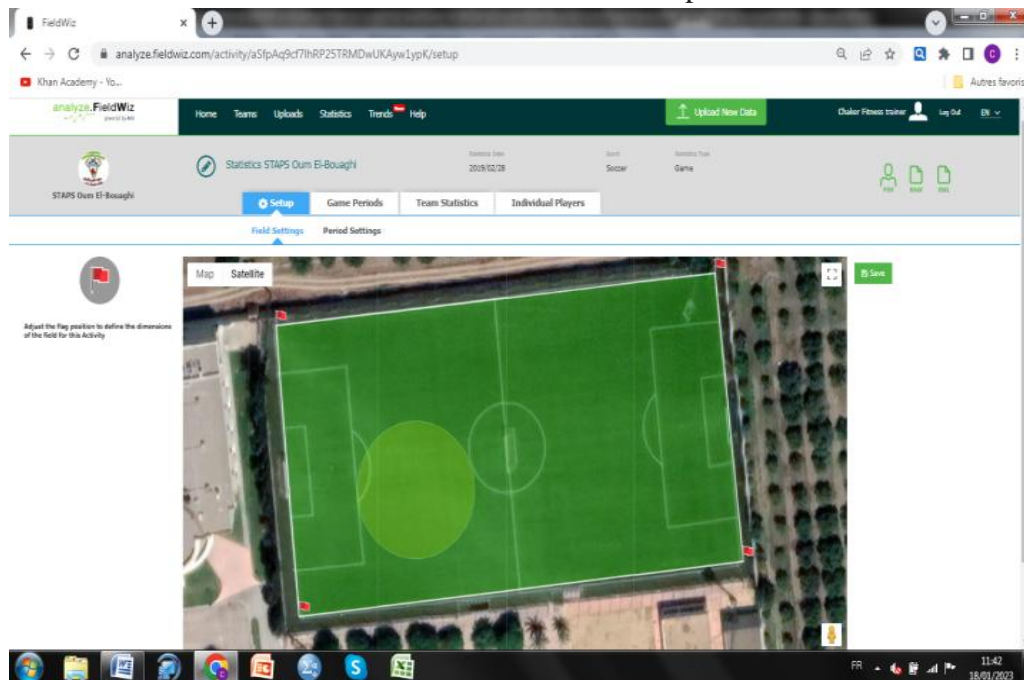 FieldWiz
analyze.fieldwiz.com/activity/aSfpAq9cf7IhRP25TRMDwUKAyw1ypK/setup
C
Khan Academy - Yo...
Autres favoris
analyze.FieldWiz
Home Teams Uploads Statistics Trends Help
Upload New Data
Chaker Fitness trainer
Log Out
EN
STAPS Oum El-Bouaghi
Statistics STAPS Oum El-Bouaghi
2019/02/28
Sport
Soccer
Game
Setup Game Periods Team Statistics Individual Players
Field Settings Period Settings
Adjust the flag position to define the dimensions
of the field for this Activity
Map Satellite
Save
FR
11:42
18/01/2023